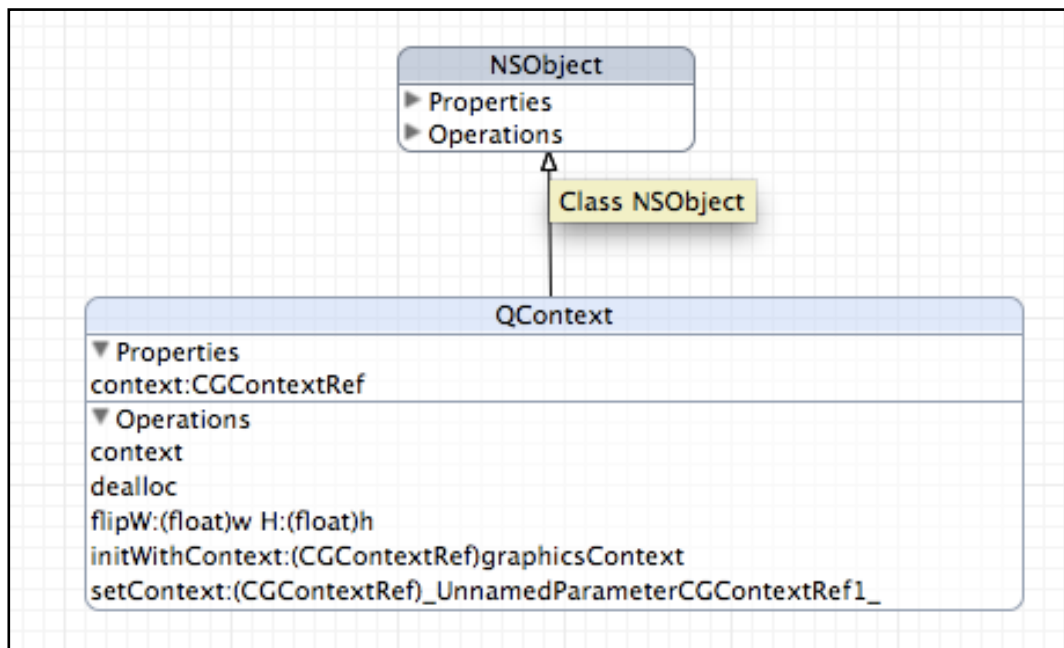 NSObject
Properties
Operations
Class NSObject
QContext
Properties
context:CGContextRef
Operations
context
dealloc
flipW:(float)w H:(float)h
initWithContext:(CGContextRef)graphicsContext
setContext:(CGContextRef)_UnnamedParameterCGContextRef1_